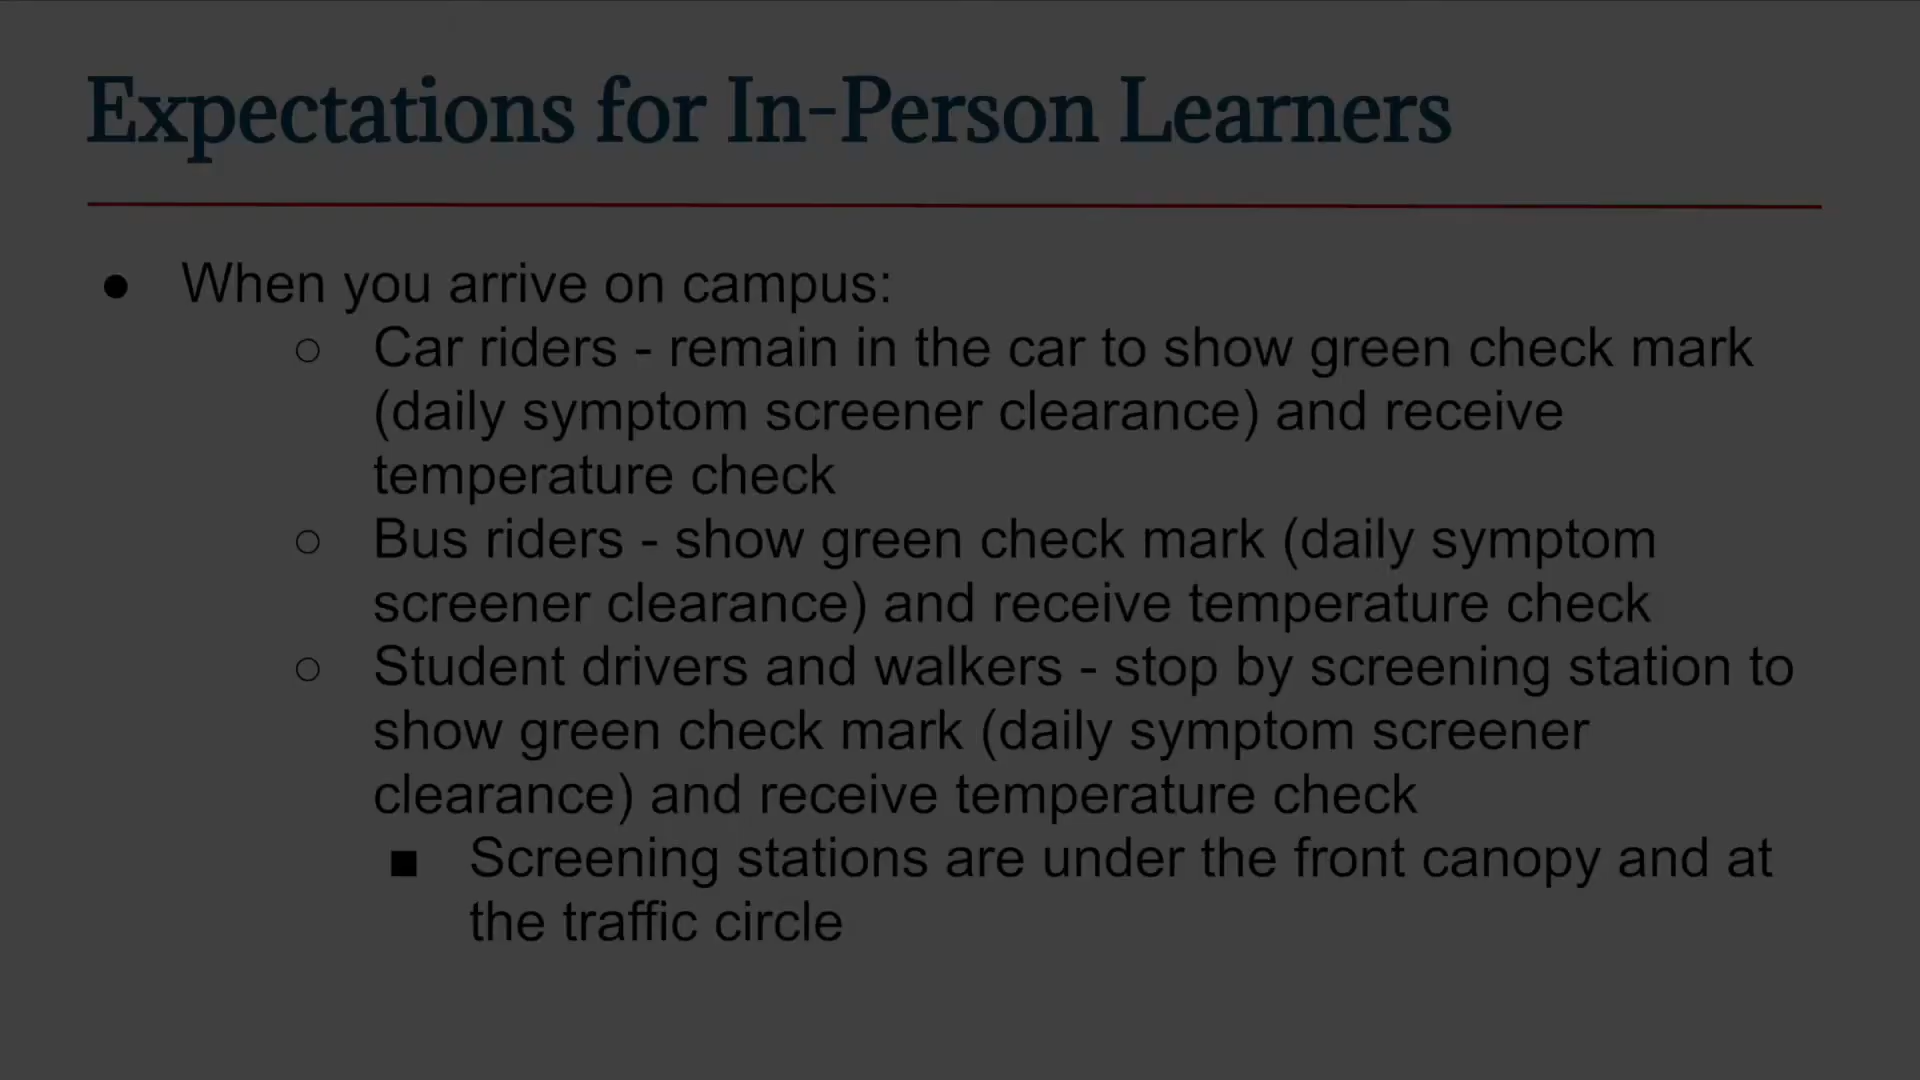 Expectations for In-Person Learners
● When you arrive on campus:
○ Car riders - remain in the car to show green check mark
(daily symptom screener clearance) and receive
temperature check
○ Bus riders - show green check mark (daily symptom
screener clearance) and receive temperature check
○ Student drivers and walkers - stop by screening station to
show green check mark (daily symptom screener
clearance) and receive temperature check
■ Screening stations are under the front canopy and at
the traffic circle